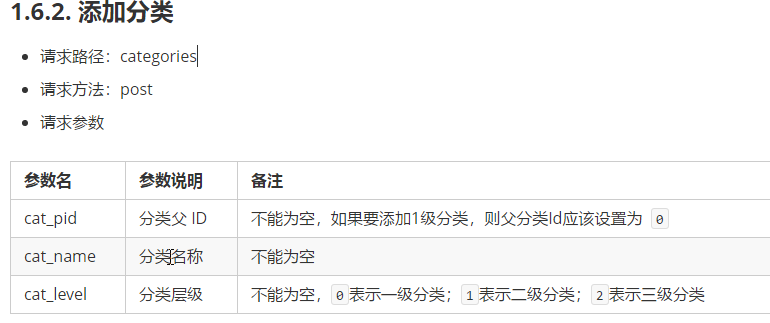 1.6.2. 添加分类
请求路径：categories
请求方法：post
请求参数
参数名 参数说明 备注
cat_pid 分类父 ID 不能为空，如果要添加1级分类，则父分类Id应该设置为 0
cat_name 分类名称 不能为空
cat_level 分类层级 不能为空，0表示一级分类；1表示二级分类；2表示三级分类